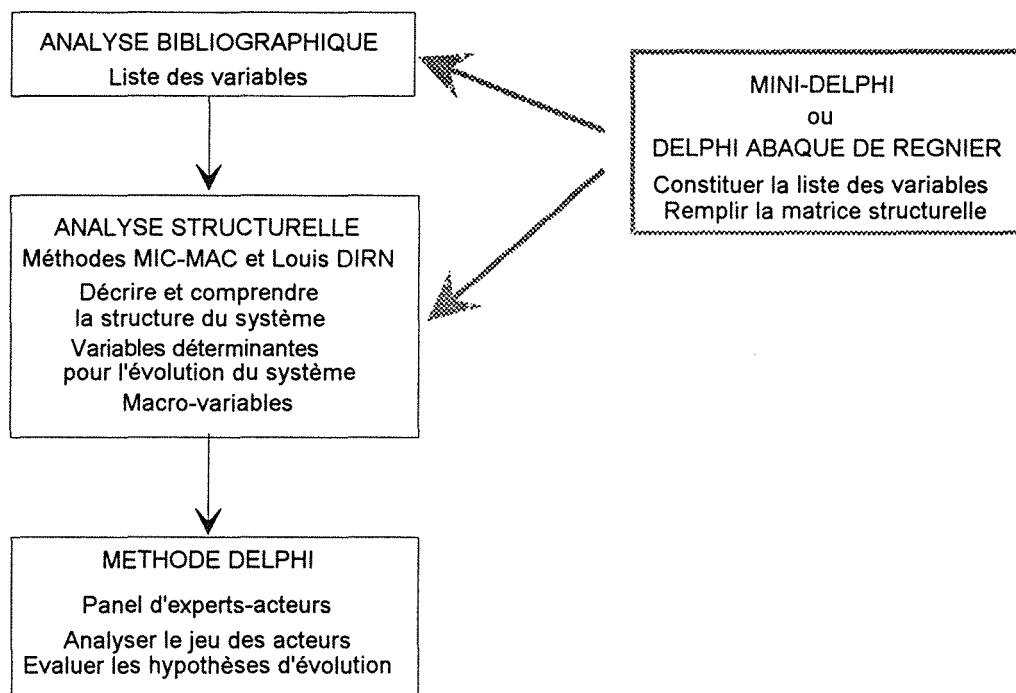 ANALYSE BIBLIOGRAPHIQUE
Liste des variables
MINI-DELPHI
ou
DELPHI ABAQUE DE REGNIER
Constituer la liste des variables
Remplir la matrice structurelle
ANALYSE STRUCTURELLE
Méthodes MIC-MAC et Louis DIRN
Décrire et comprendre
la structure du système
Variables déterminantes
pour l'évolution du système
Macro-variables
METHODE DELPHI
Panel d'experts-acteurs
Analyser le jeu des acteurs
Evaluer les hypothèses d'évolution